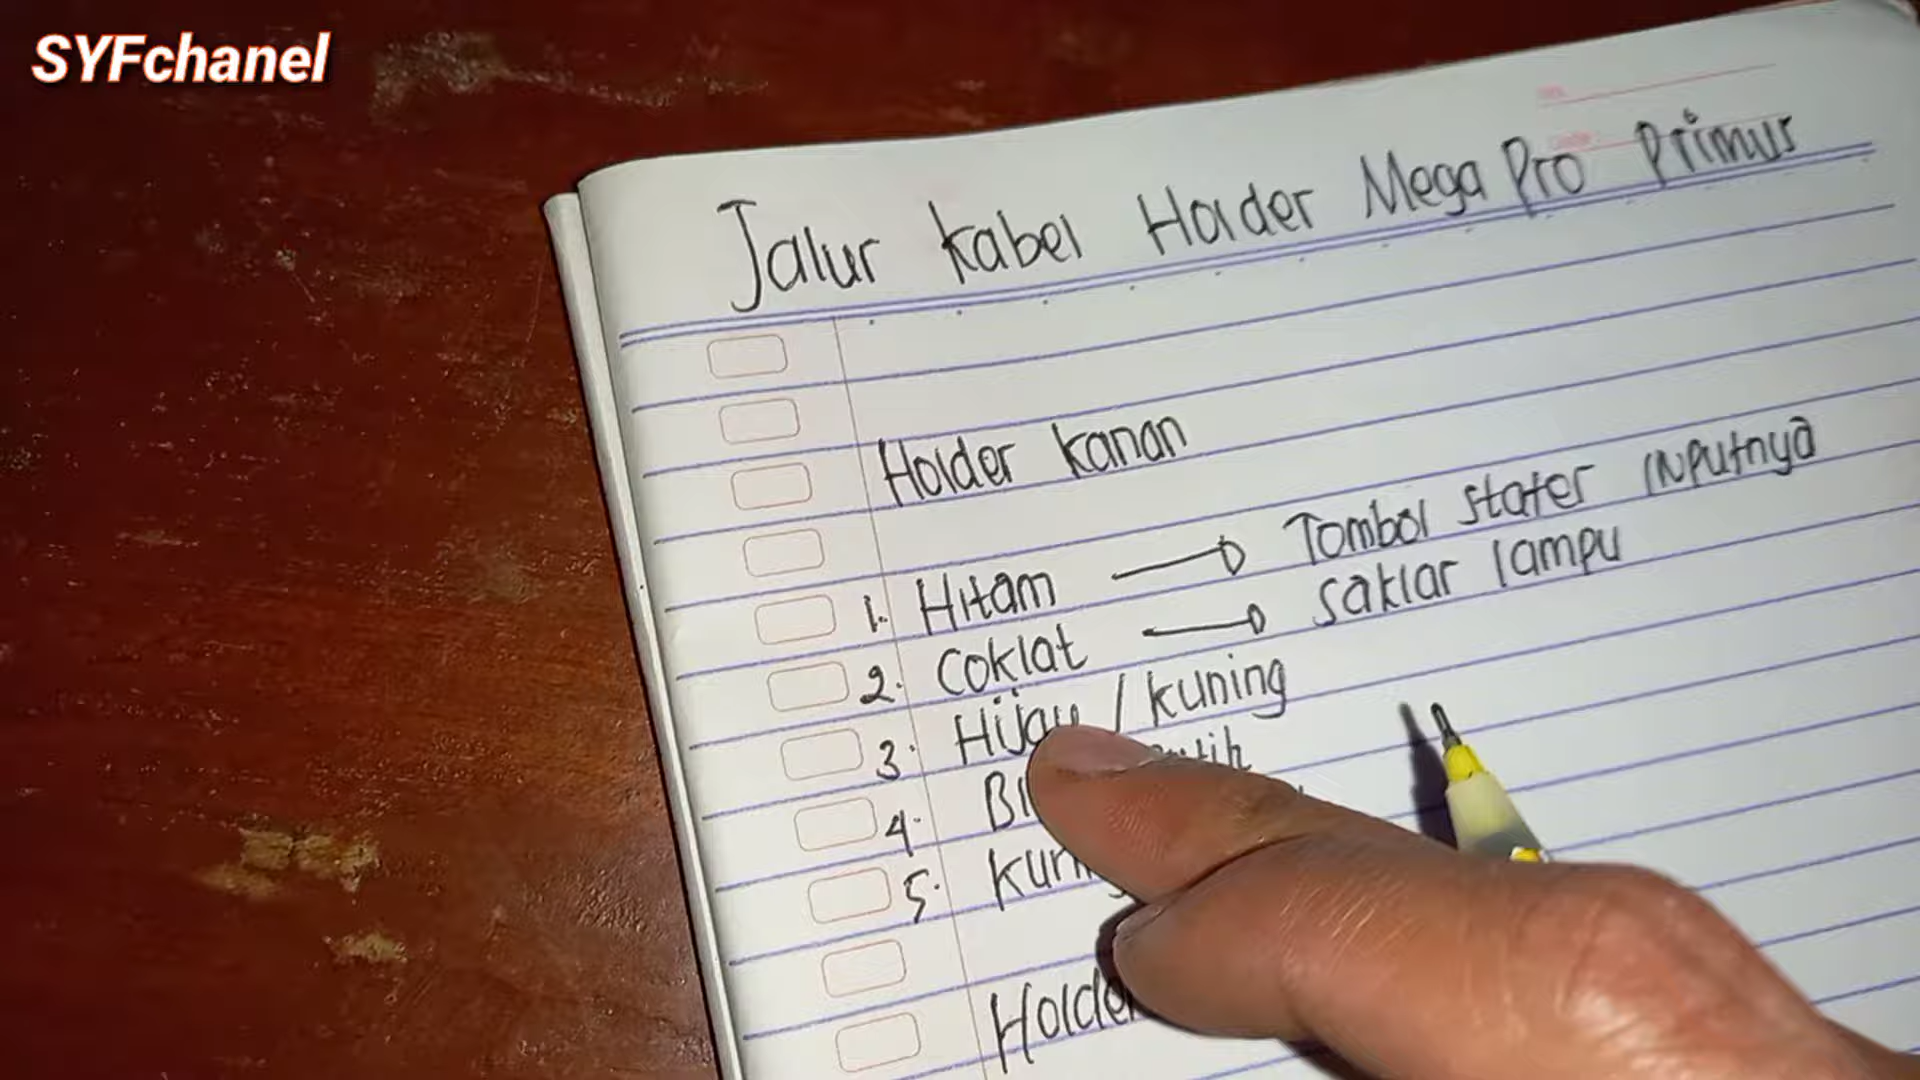 SYFchanel
Jalur Kabel Holder Mega Pro Primus
Holder Kanan
1. Hitam → Tombol stater inputnya
2. Coklat → saklar lampu
3. Hijau / kuning
4.
5.
Holder